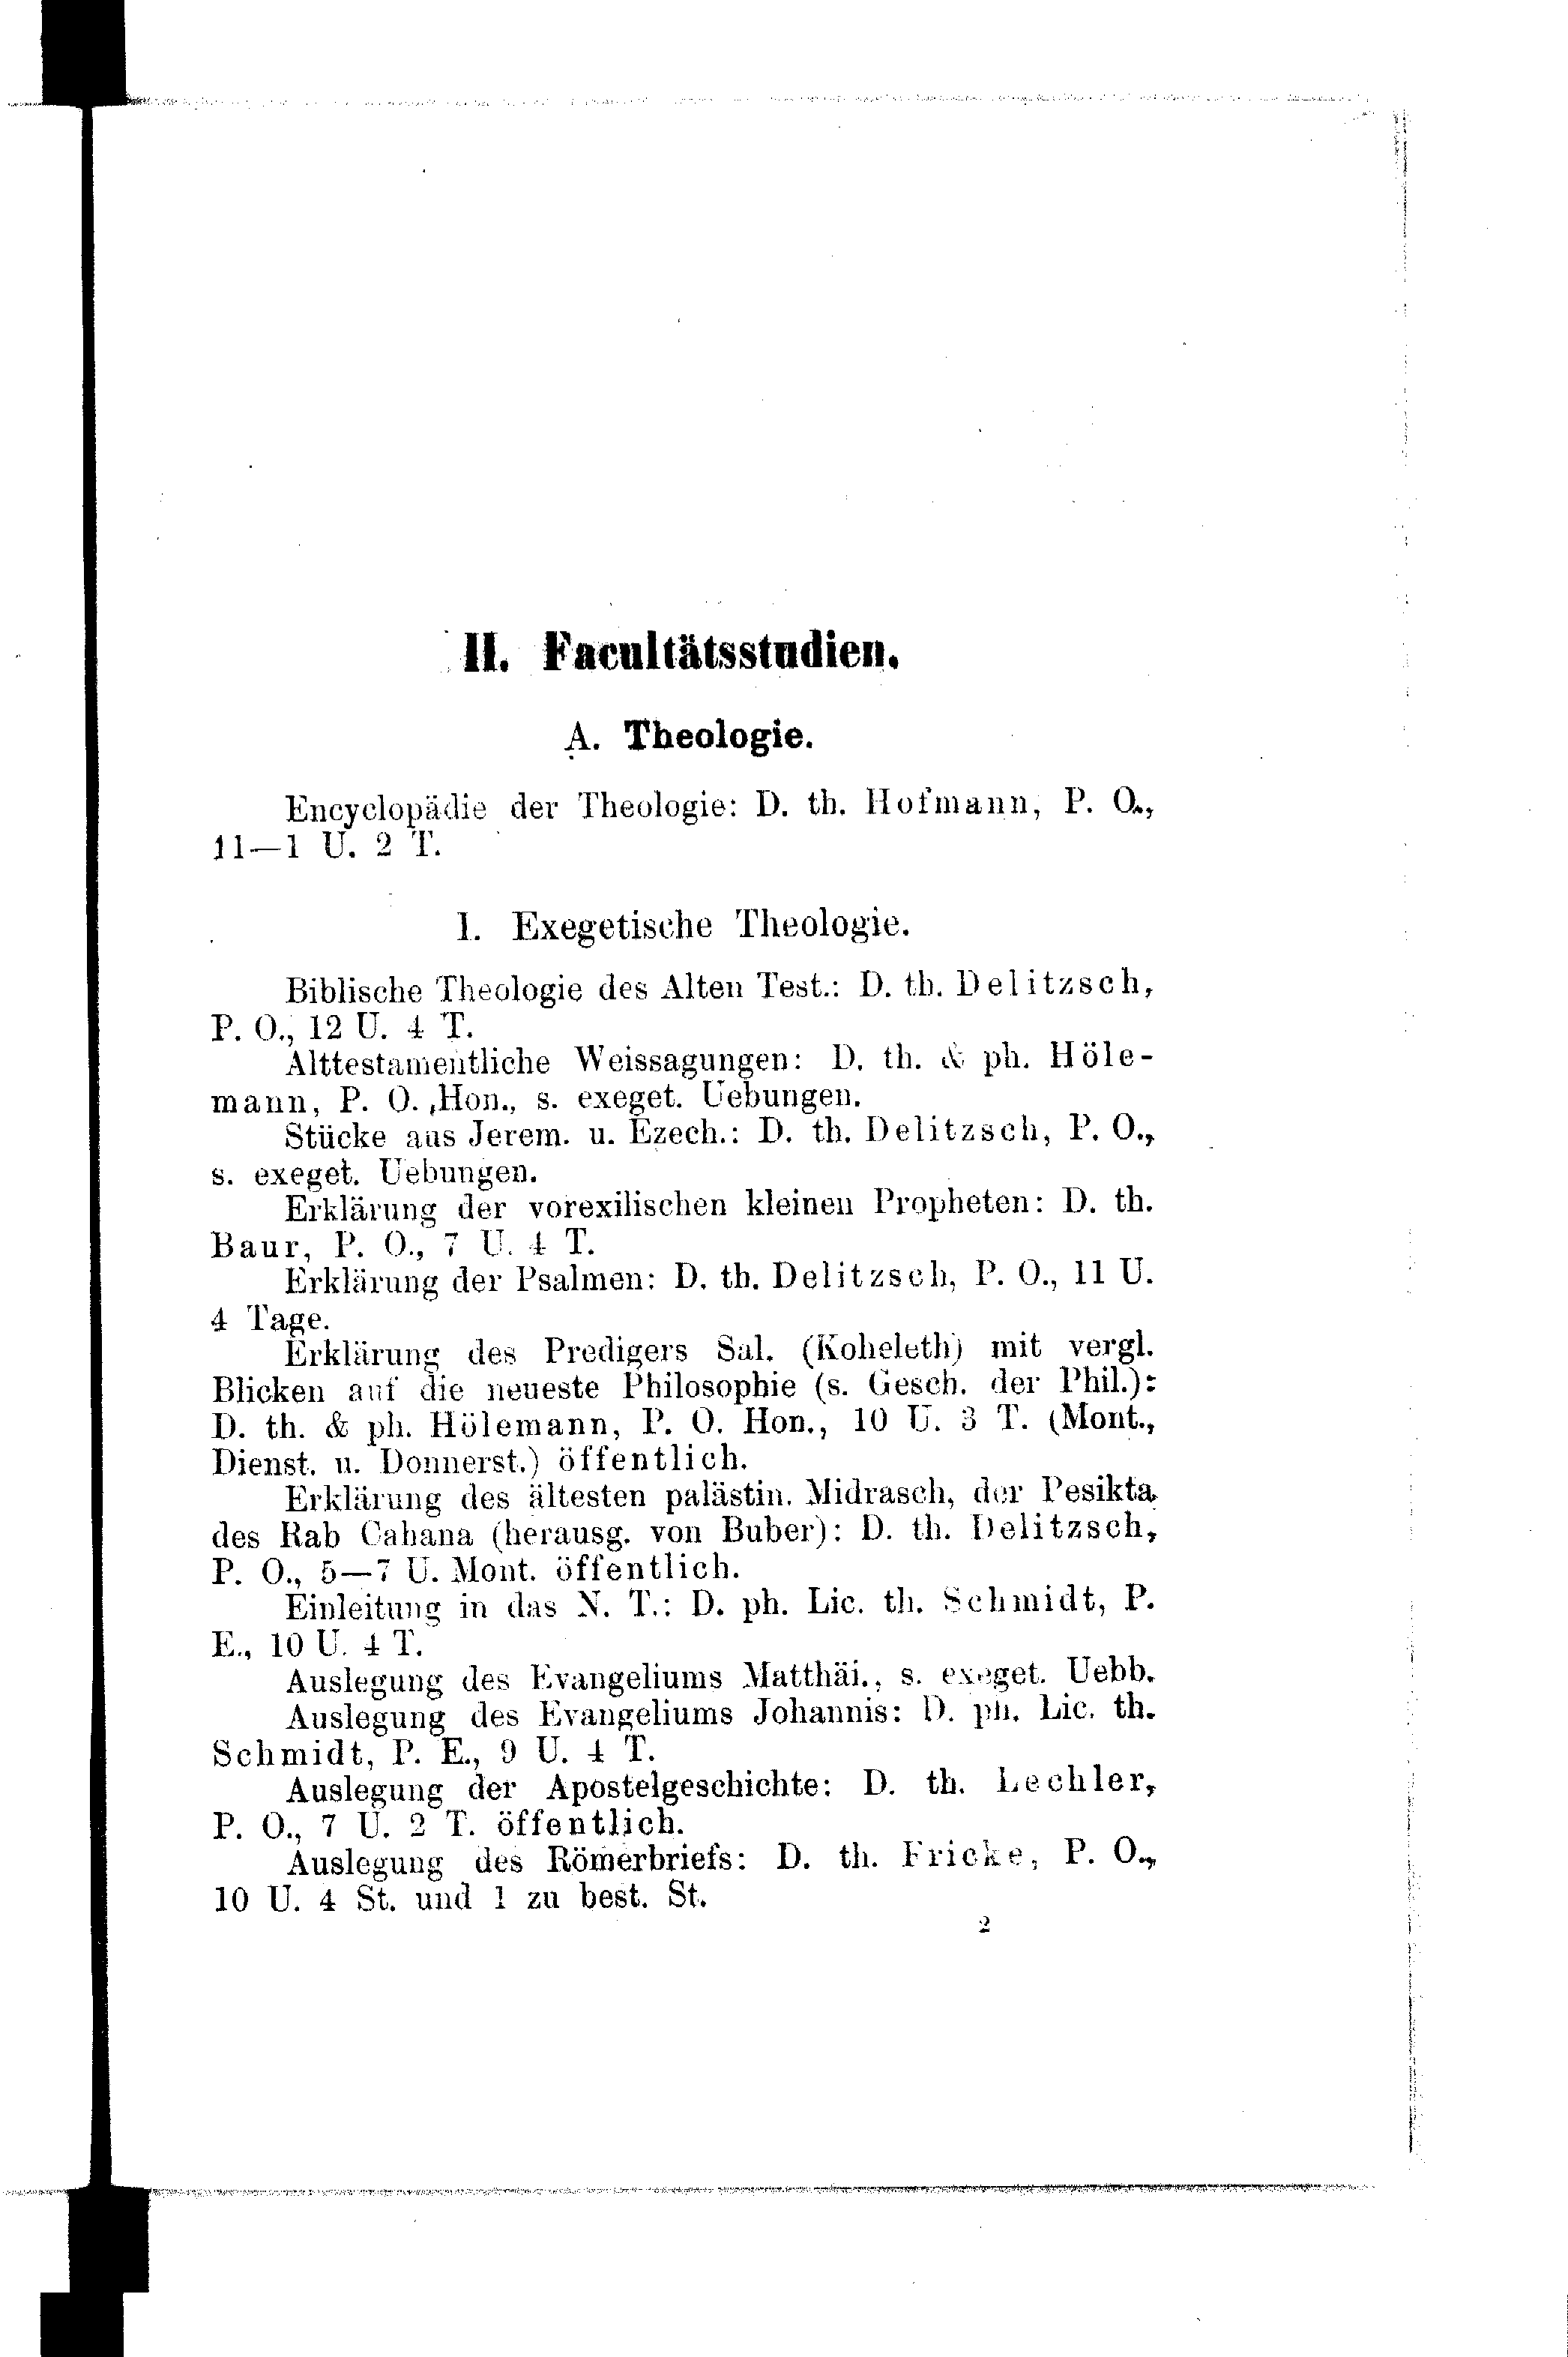 II. Facultätsstudien.
A. Theologie.
Encyclopädie der Theologie: D. th. Hofmann, P. O.,
11—1 U. 2 T.
I. Exegetische Theologie.
Biblische Theologie des Alten Test.: D. th. Delitzsch,
P. O., 12 U. 4 T.
Alttestamentliche Weissagungen: D. th. & ph. Höle-
mann, P. O. ,Hon., s. exeget. Uebungen.
Stücke aus Jerem. u. Ezech.: D. th. Delitzsch, P. O.,
s. exeget. Uebungen.
Erklärung der vorexilischen kleinen Propheten: D. th.
Baur, P. O., 7 U. 4 T.
Erklärung der Psalmen: D. th. Delitzsch, P. O., 11 U.
4 Tage.
Erklärung des Predigers Sal. (Koheleth) mit vergl.
Blicken auf die neueste Philosophie (s. Gesch. der Phil.):
D. th. & ph. Hölemann, P. O. Hon., 10 U. 3 T. (Mont.,
Dienst. u. Donnerst.) öffentlich.
Erklärung des ältesten palästin. Midrasch, der Pesikta
des Rab Cahana (herausg. von Buber): D. th. Delitzsch,
P. O., 5—7 U. Mont. öffentlich.
Einleitung in das N. T.: D. ph. Lic. th. Schmidt, P.
E., 10 U. 4 T.
Auslegung des Evangeliums Matthäi., s. exeget. Uebb.
Auslegung des Evangeliums Johannis: D. ph. Lic. th.
Schmidt, P. E., 9 U. 4 T.
Auslegung der Apostelgeschichte: D. th. Lechler,
P. O., 7 U. 2 T. öffentlich.
Auslegung des Römerbriefs: D. th. Fricke, P. O.,
10 U. 4 St. und 1 zu best. St.
2